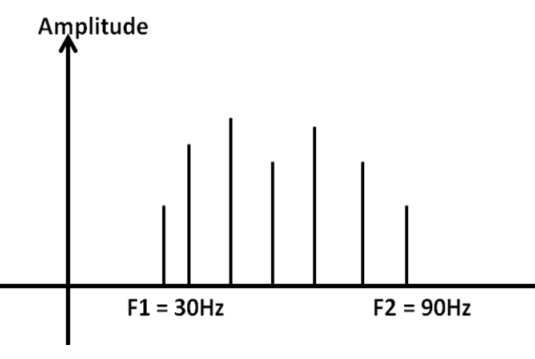 Amplitude
F1 = 30Hz
F2 = 90Hz